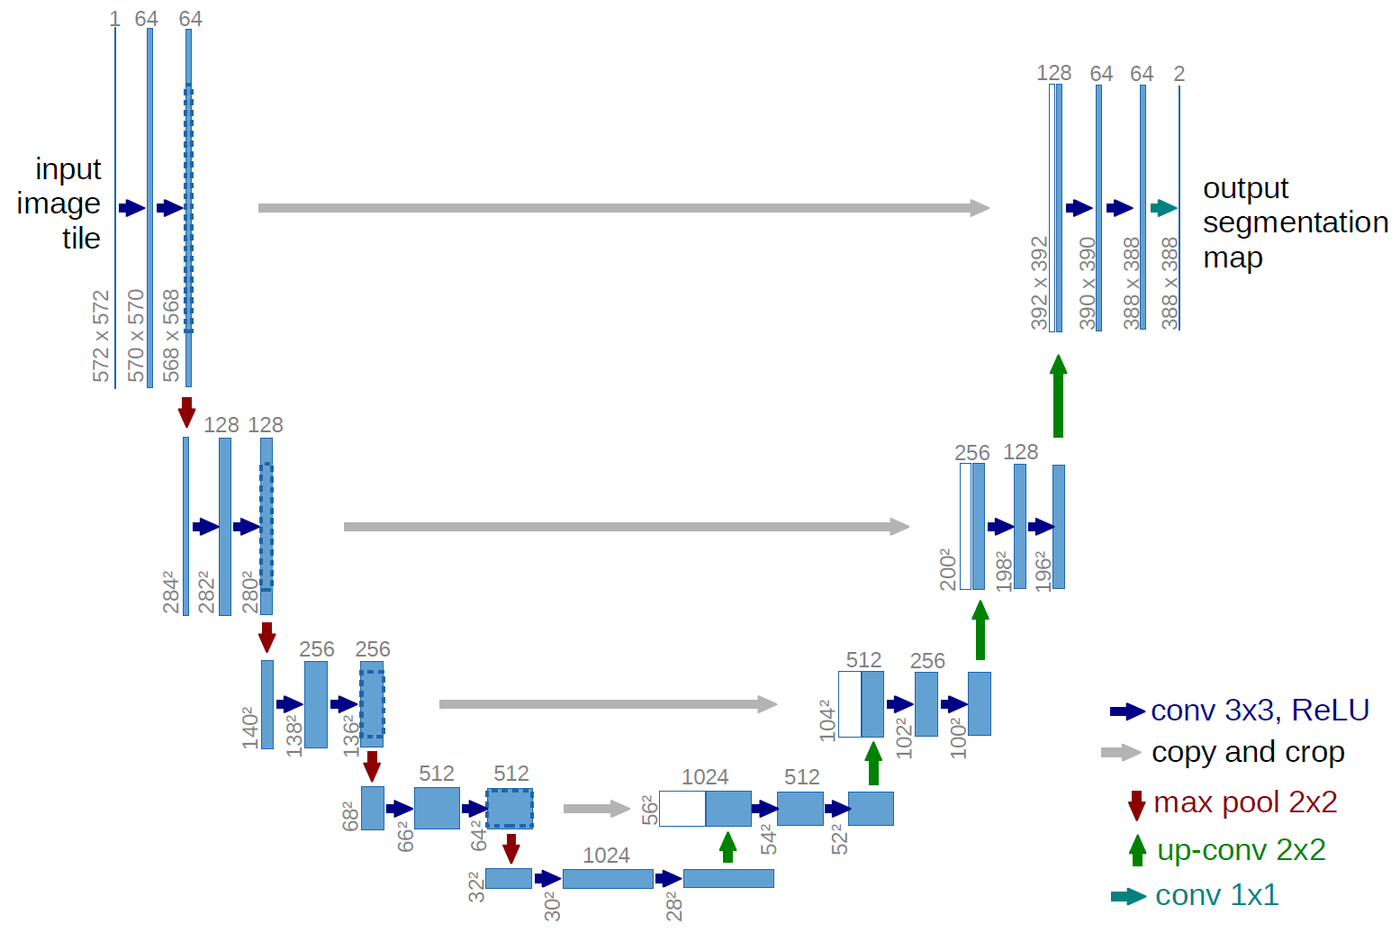 1 64 64
input
image
tile
572 x 572
570 x 570
568 x 568
128 64 64 2
output
segmentation
map
392 x 392
390 x 390
388 x 388
388 x 388
128 128
284²
282²
280²
256 128
200²
198²
196²
256 256
140²
138²
136²
512 256
104²
102²
100²
512 512
68²
66²
64²
1024 512
56²
54²
52²
1024
32²
30²
28²
conv 3x3, ReLU
copy and crop
max pool 2x2
up-conv 2x2
conv 1x1